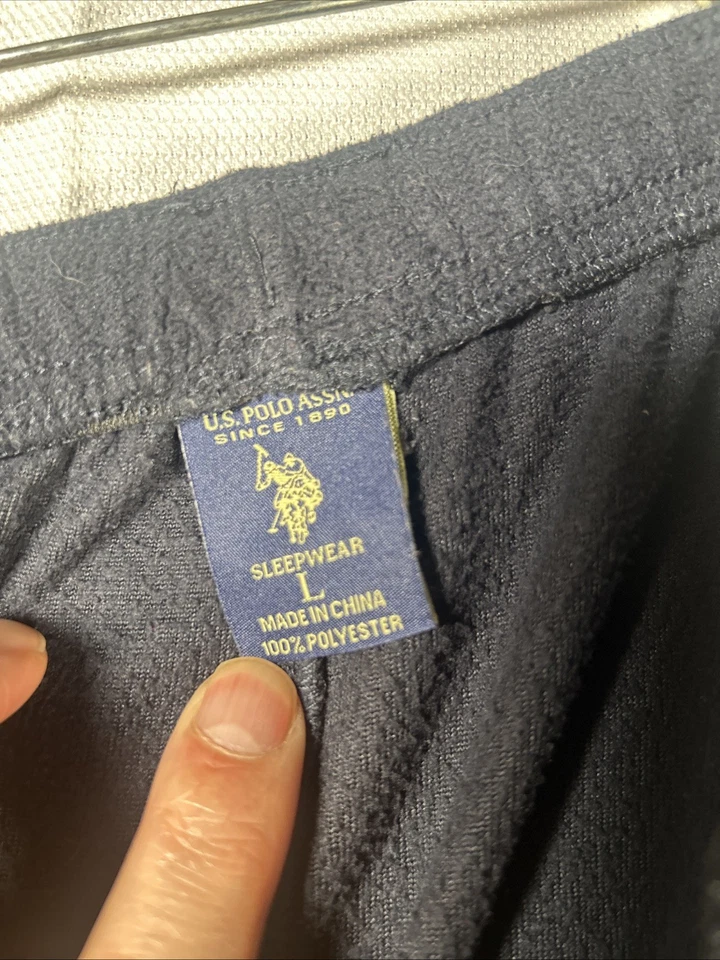 U.S. POLO ASSN.
SINCE 1890
SLEEPWEAR
L
MADE IN CHINA
100% POLYESTER